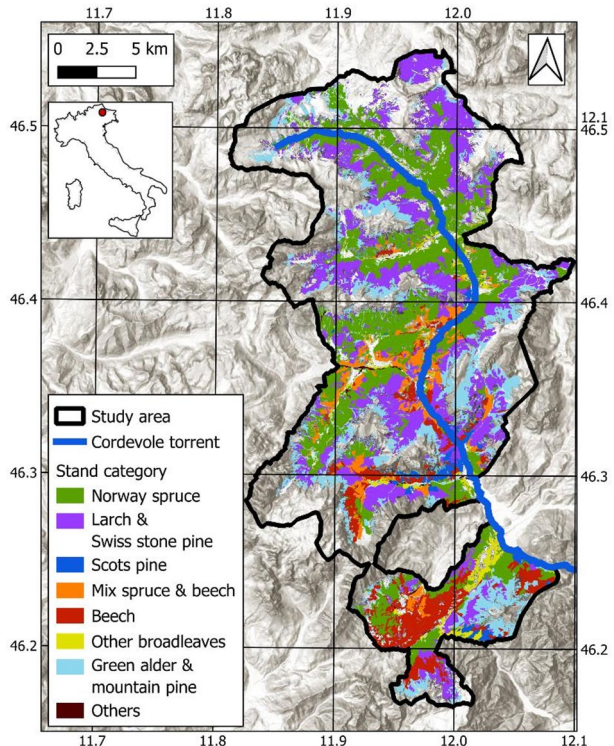 11.7 11.8 11.9 12.0
0 2.5 5 km
46.5
12.1
46.5
46.4
46.4
46.3
46.3
46.2
46.2
Study area
Cordevole torrent
Stand category
Norway spruce
Larch &
Swiss stone pine
Scots pine
Mix spruce & beech
Beech
Other broadleaves
Green alder &
mountain pine
Others
11.7 11.8 11.9 12.0 12.1